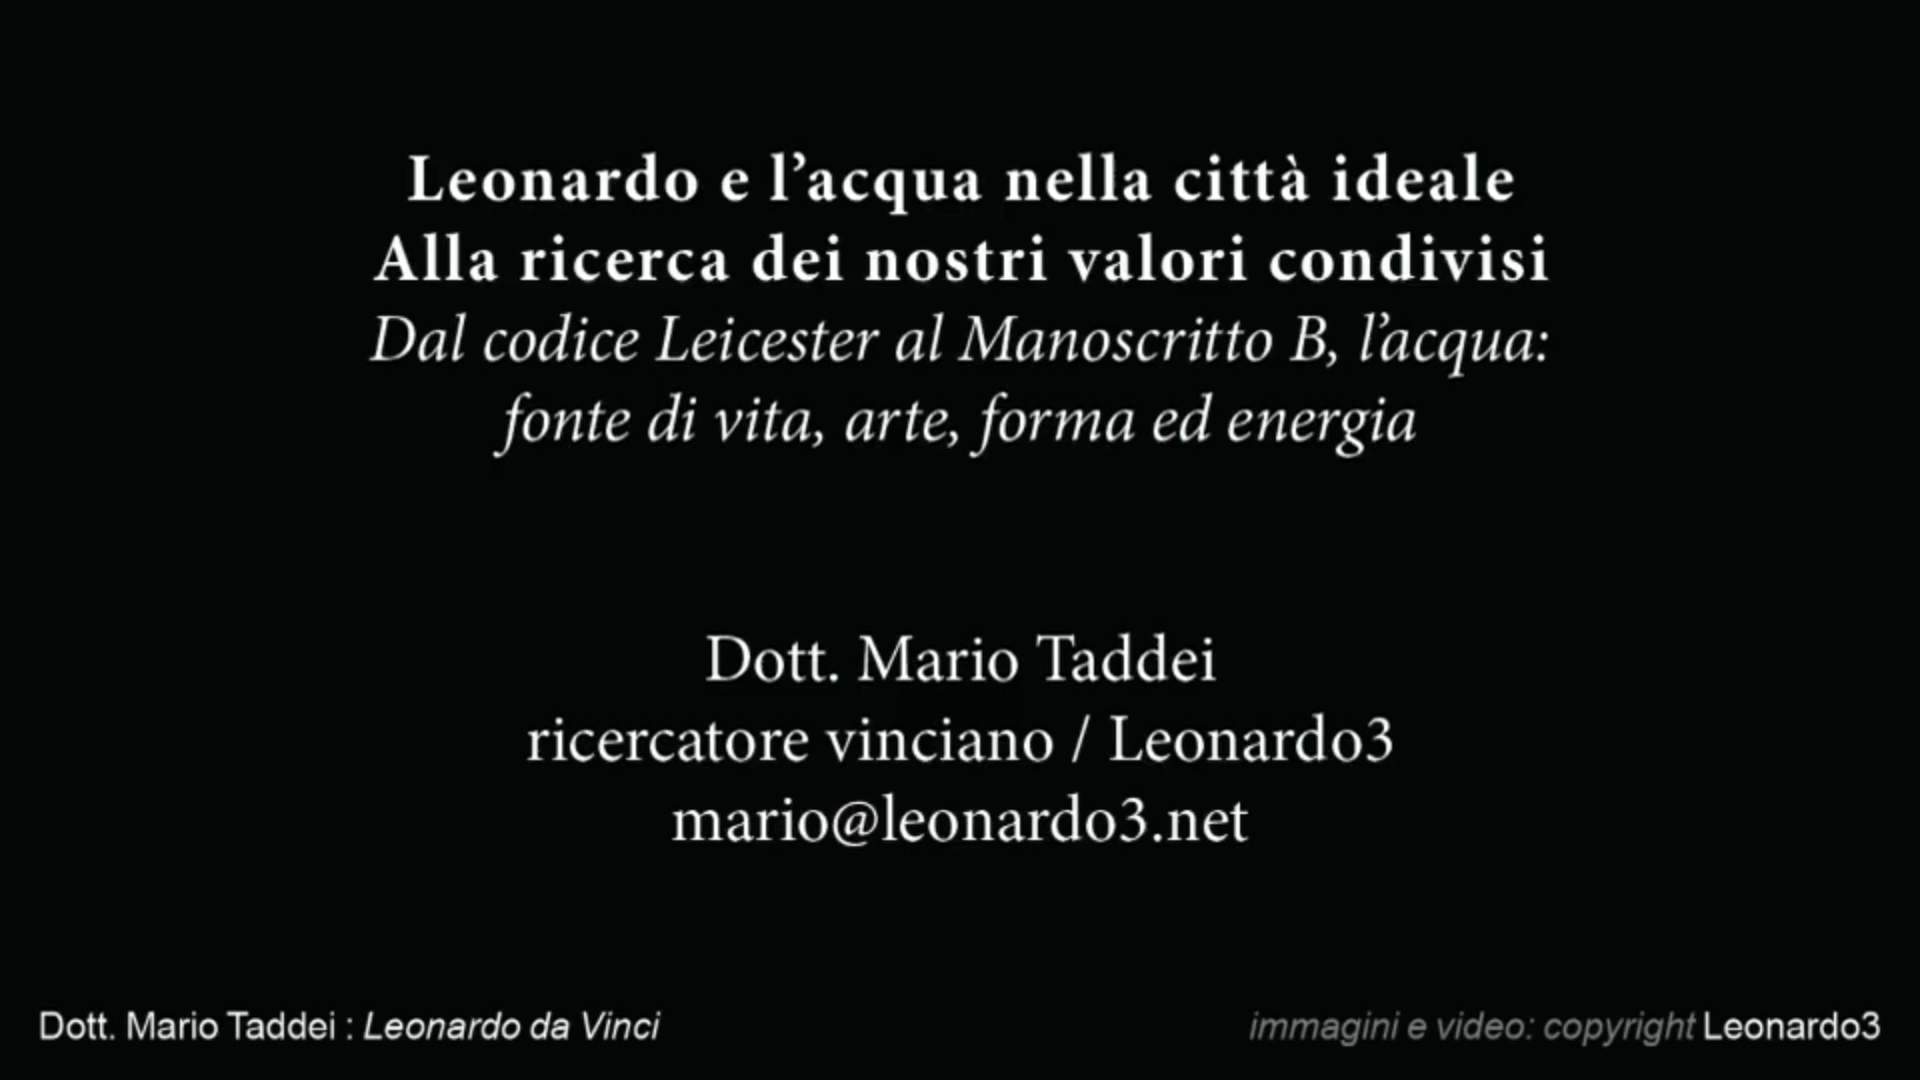 Leonardo e l’acqua nella città ideale
Alla ricerca dei nostri valori condivisi
Dal codice Leicester al Manoscritto B, l’acqua:
fonte di vita, arte, forma ed energia
Dott. Mario Taddei
ricercatore vinciano / Leonardo3
mario@leonardo3.net
Dott. Mario Taddei : Leonardo da Vinci
immagini e video: copyright Leonardo3